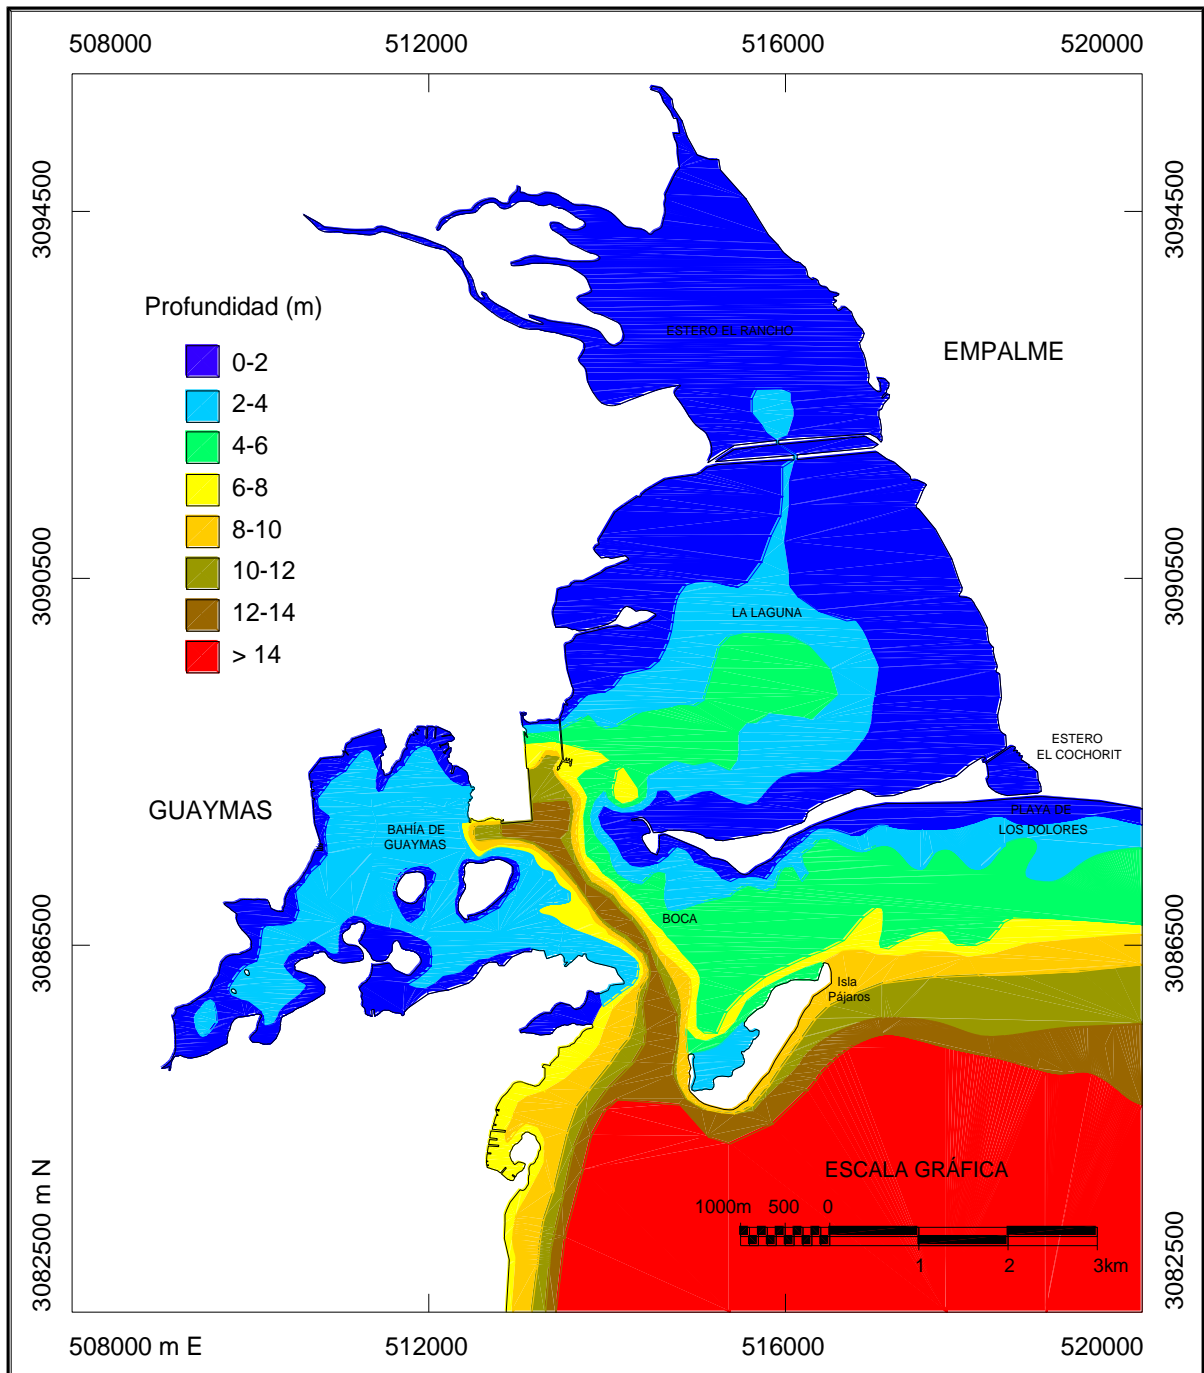 508000 512000 516000 520000
3094500 3094500
Profundidad (m)
0-2
2-4
4-6
6-8
8-10
10-12
12-14
> 14
ESTERO EL RANCHO
EMPALME
3090500 3090500
LA LAGUNA
ESTERO
EL COCHORIT
GUAYMAS
BAHÍA DE
GUAYMAS
PLAYA DE
LOS DOLORES
BOCA
3086500 3086500
Isla
Pájaros
ESCALA GRÁFICA
1000m 500 0
1 2 3km
3082500 m N 3082500
508000 m E 512000 516000 520000